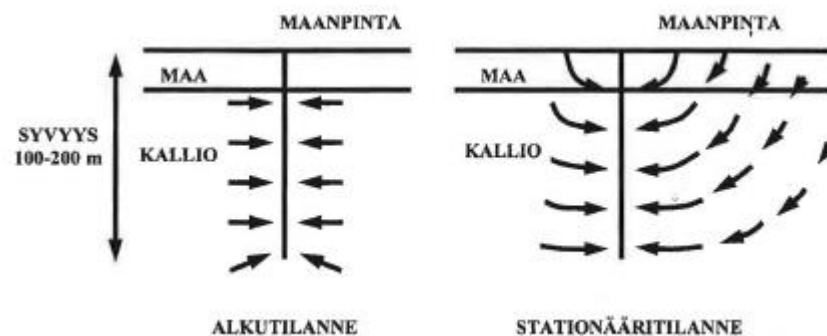 MAANPINTA
MAA
SYVYYS
100-200 m
KALLIO
ALKUTILANNE
MAANPINTA
MAA
KALLIO
STATIONÄÄRITILANNE